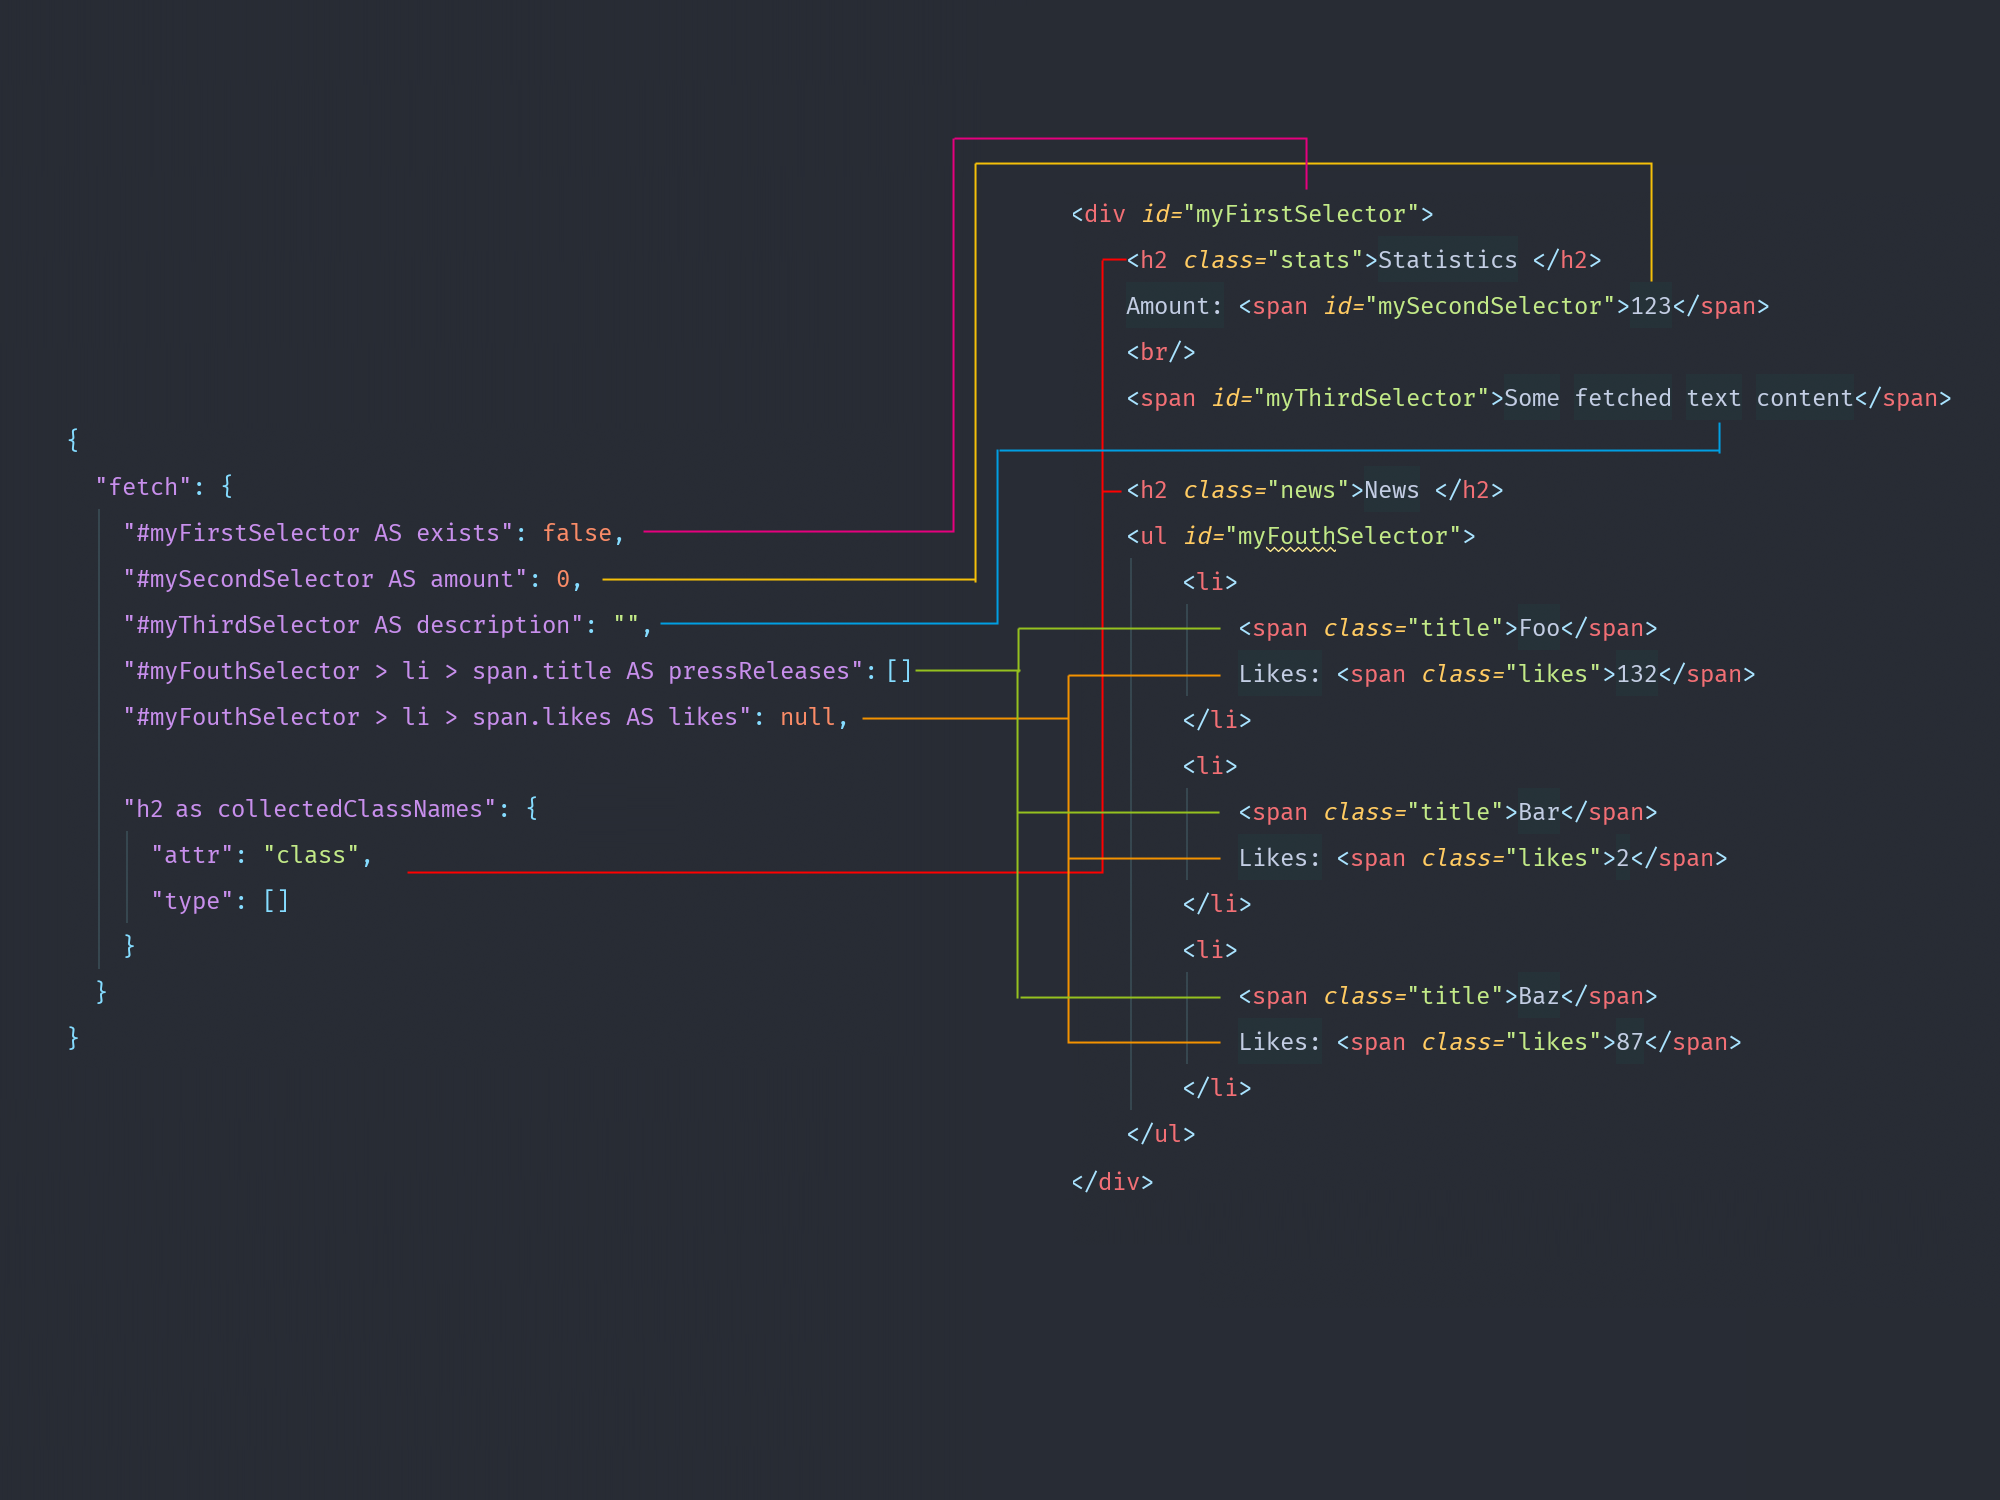 {
"fetch": {
"#myFirstSelector AS exists": false,
"#mySecondSelector AS amount": 0,
"#myThirdSelector AS description": "",
"#myFouthSelector > li > span.title AS pressReleases": []
"#myFouthSelector > li > span.likes AS likes": null,
"h2 as collectedClassNames": {
"attr": "class",
"type": []
}
}
}
<div id="myFirstSelector">
<h2 class="stats">Statistics </h2>
Amount: <span id="mySecondSelector">123</span>
<br/>
<span id="myThirdSelector">Some fetched text content</span>
<h2 class="news">News </h2>
<ul id="myFouthSelector">
<li>
<span class="title">Foo</span>
Likes: <span class="likes">132</span>
</li>
<li>
<span class="title">Bar</span>
Likes: <span class="likes">2</span>
</li>
<li>
<span class="title">Baz</span>
Likes: <span class="likes">87</span>
</li>
</ul>
</div>